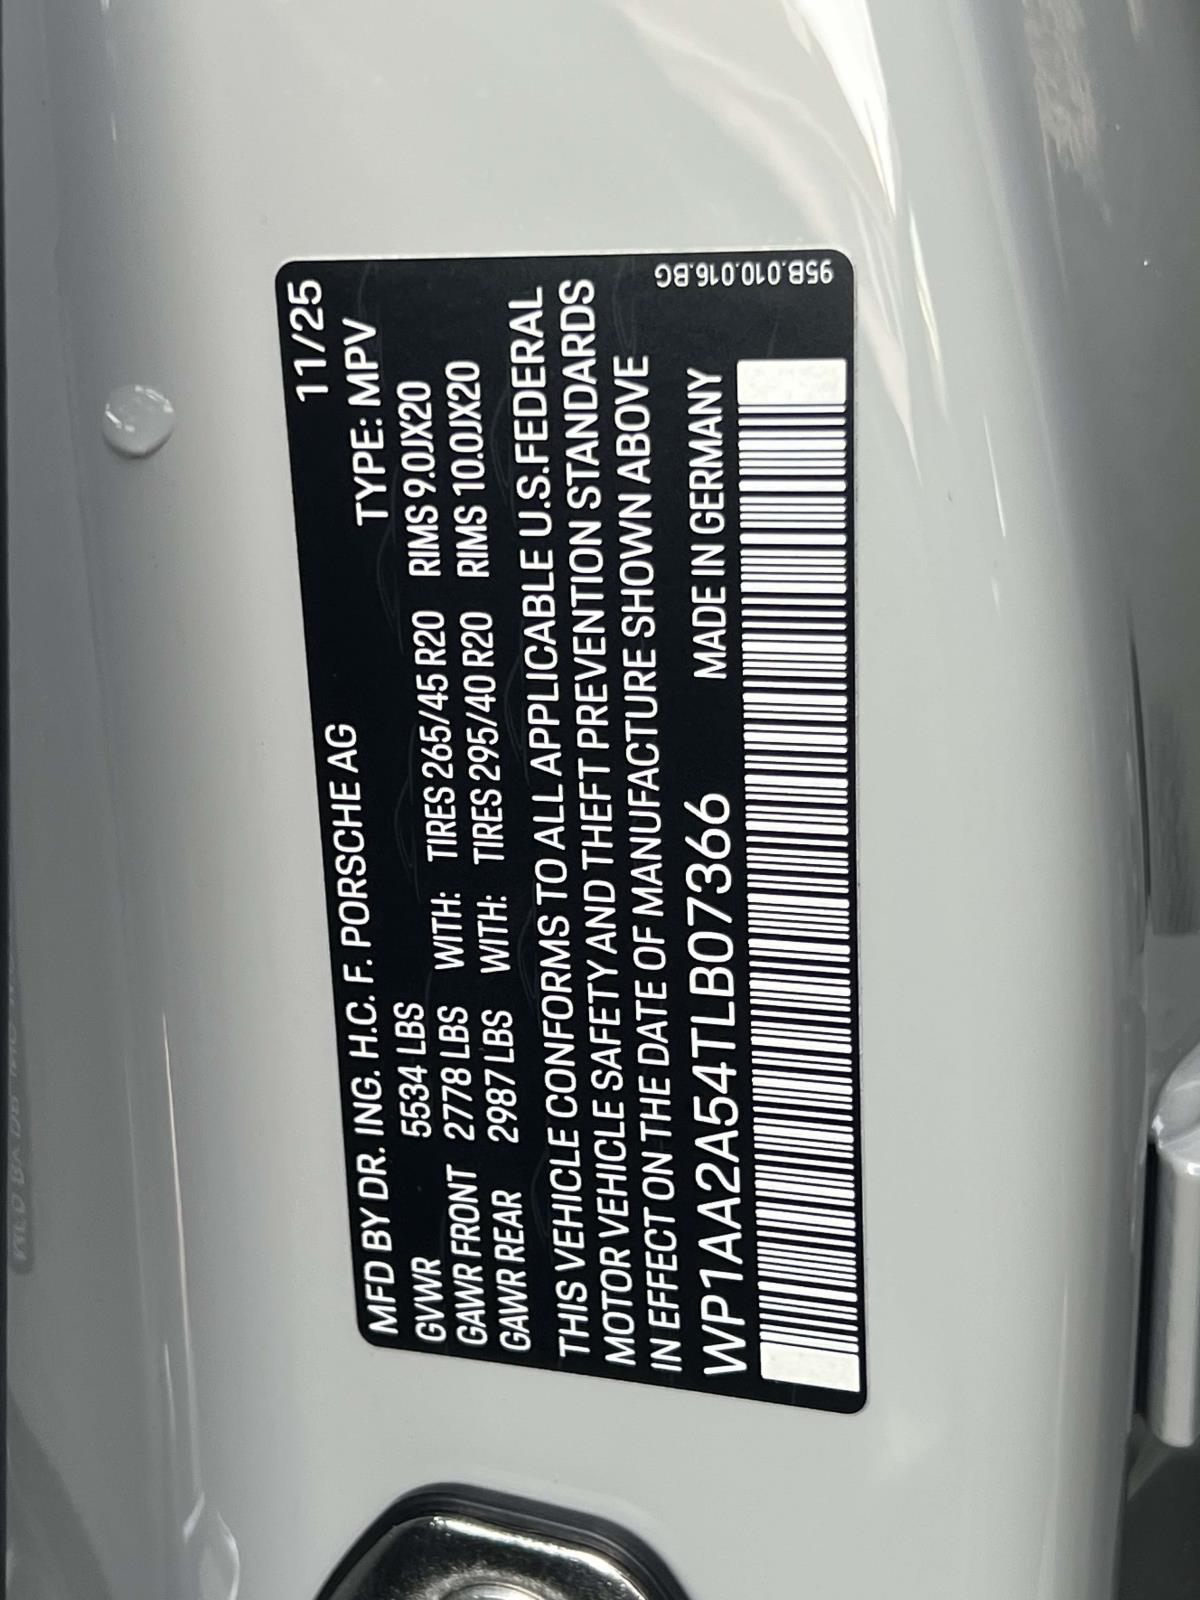 11/25
MFD BY DR. ING. H.C. F. PORSCHE AG
TYPE: MPV
GVWR 5534 LBS
GAWR FRONT 2778 LBS WITH: TIRES 265/45 R20 RIMS 9.0JX20
GAWR REAR 2987 LBS WITH: TIRES 295/40 R20 RIMS 10.0JX20
THIS VEHICLE CONFORMS TO ALL APPLICABLE U.S.FEDERAL
MOTOR VEHICLE SAFETY AND THEFT PREVENTION STANDARDS
IN EFFECT ON THE DATE OF MANUFACTURE SHOWN ABOVE
WP1AA2A54TLB07366 MADE IN GERMANY
95B.010.016.BG